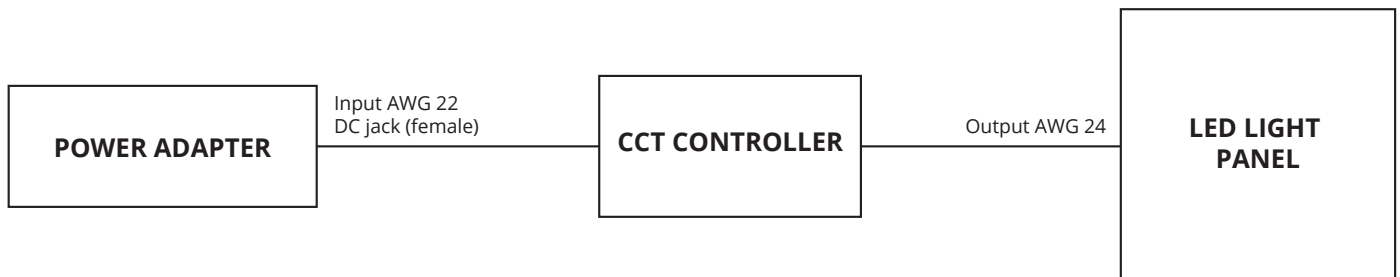 POWER ADAPTER
Input AWG 22
DC jack (female)
CCT CONTROLLER
Output AWG 24
LED LIGHT
PANEL